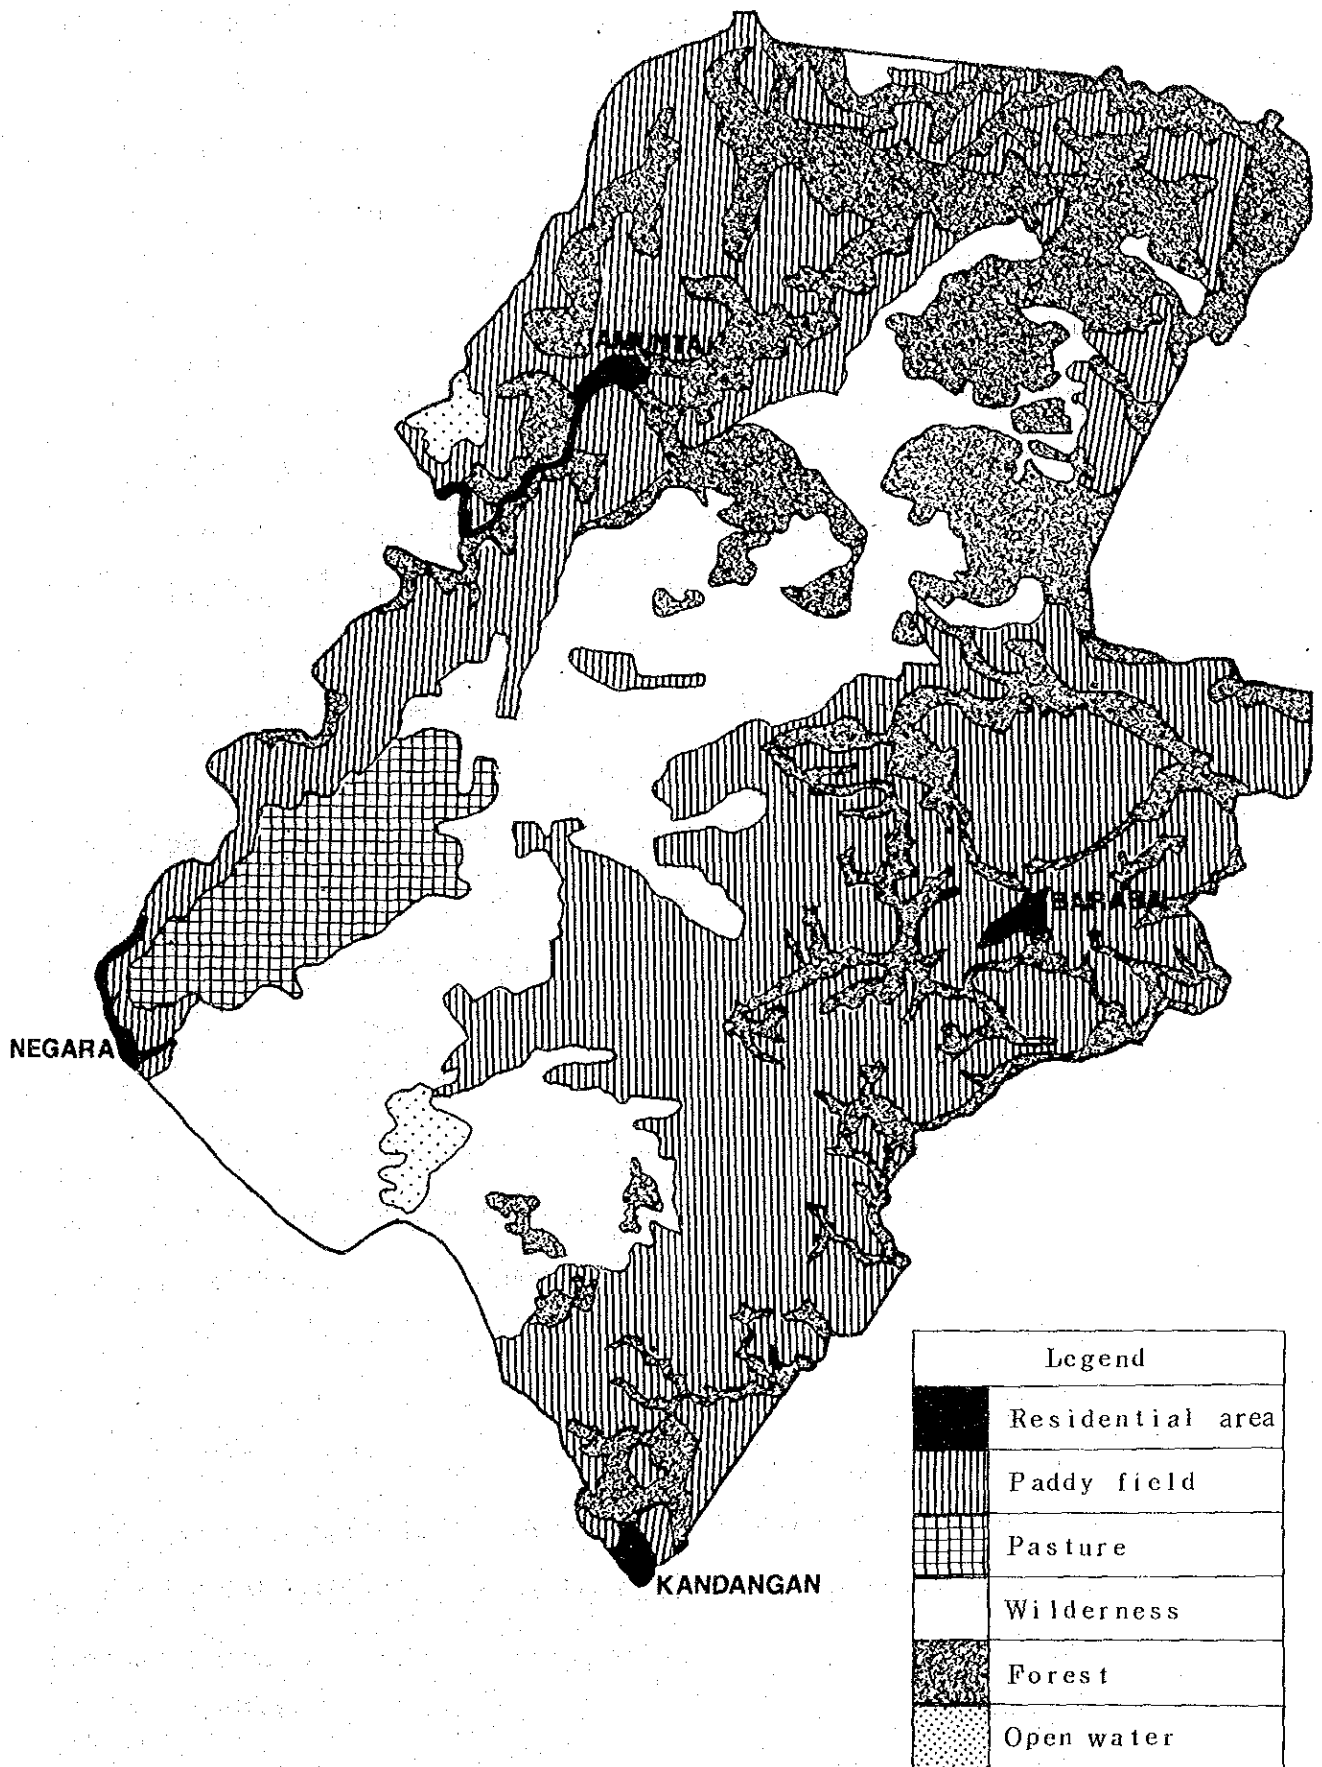 AMUNTAI
BARABAI
NEGARA
KANDANGAN
Legend
Residential area
Paddy field
Pasture
Wilderness
Forest
Open water